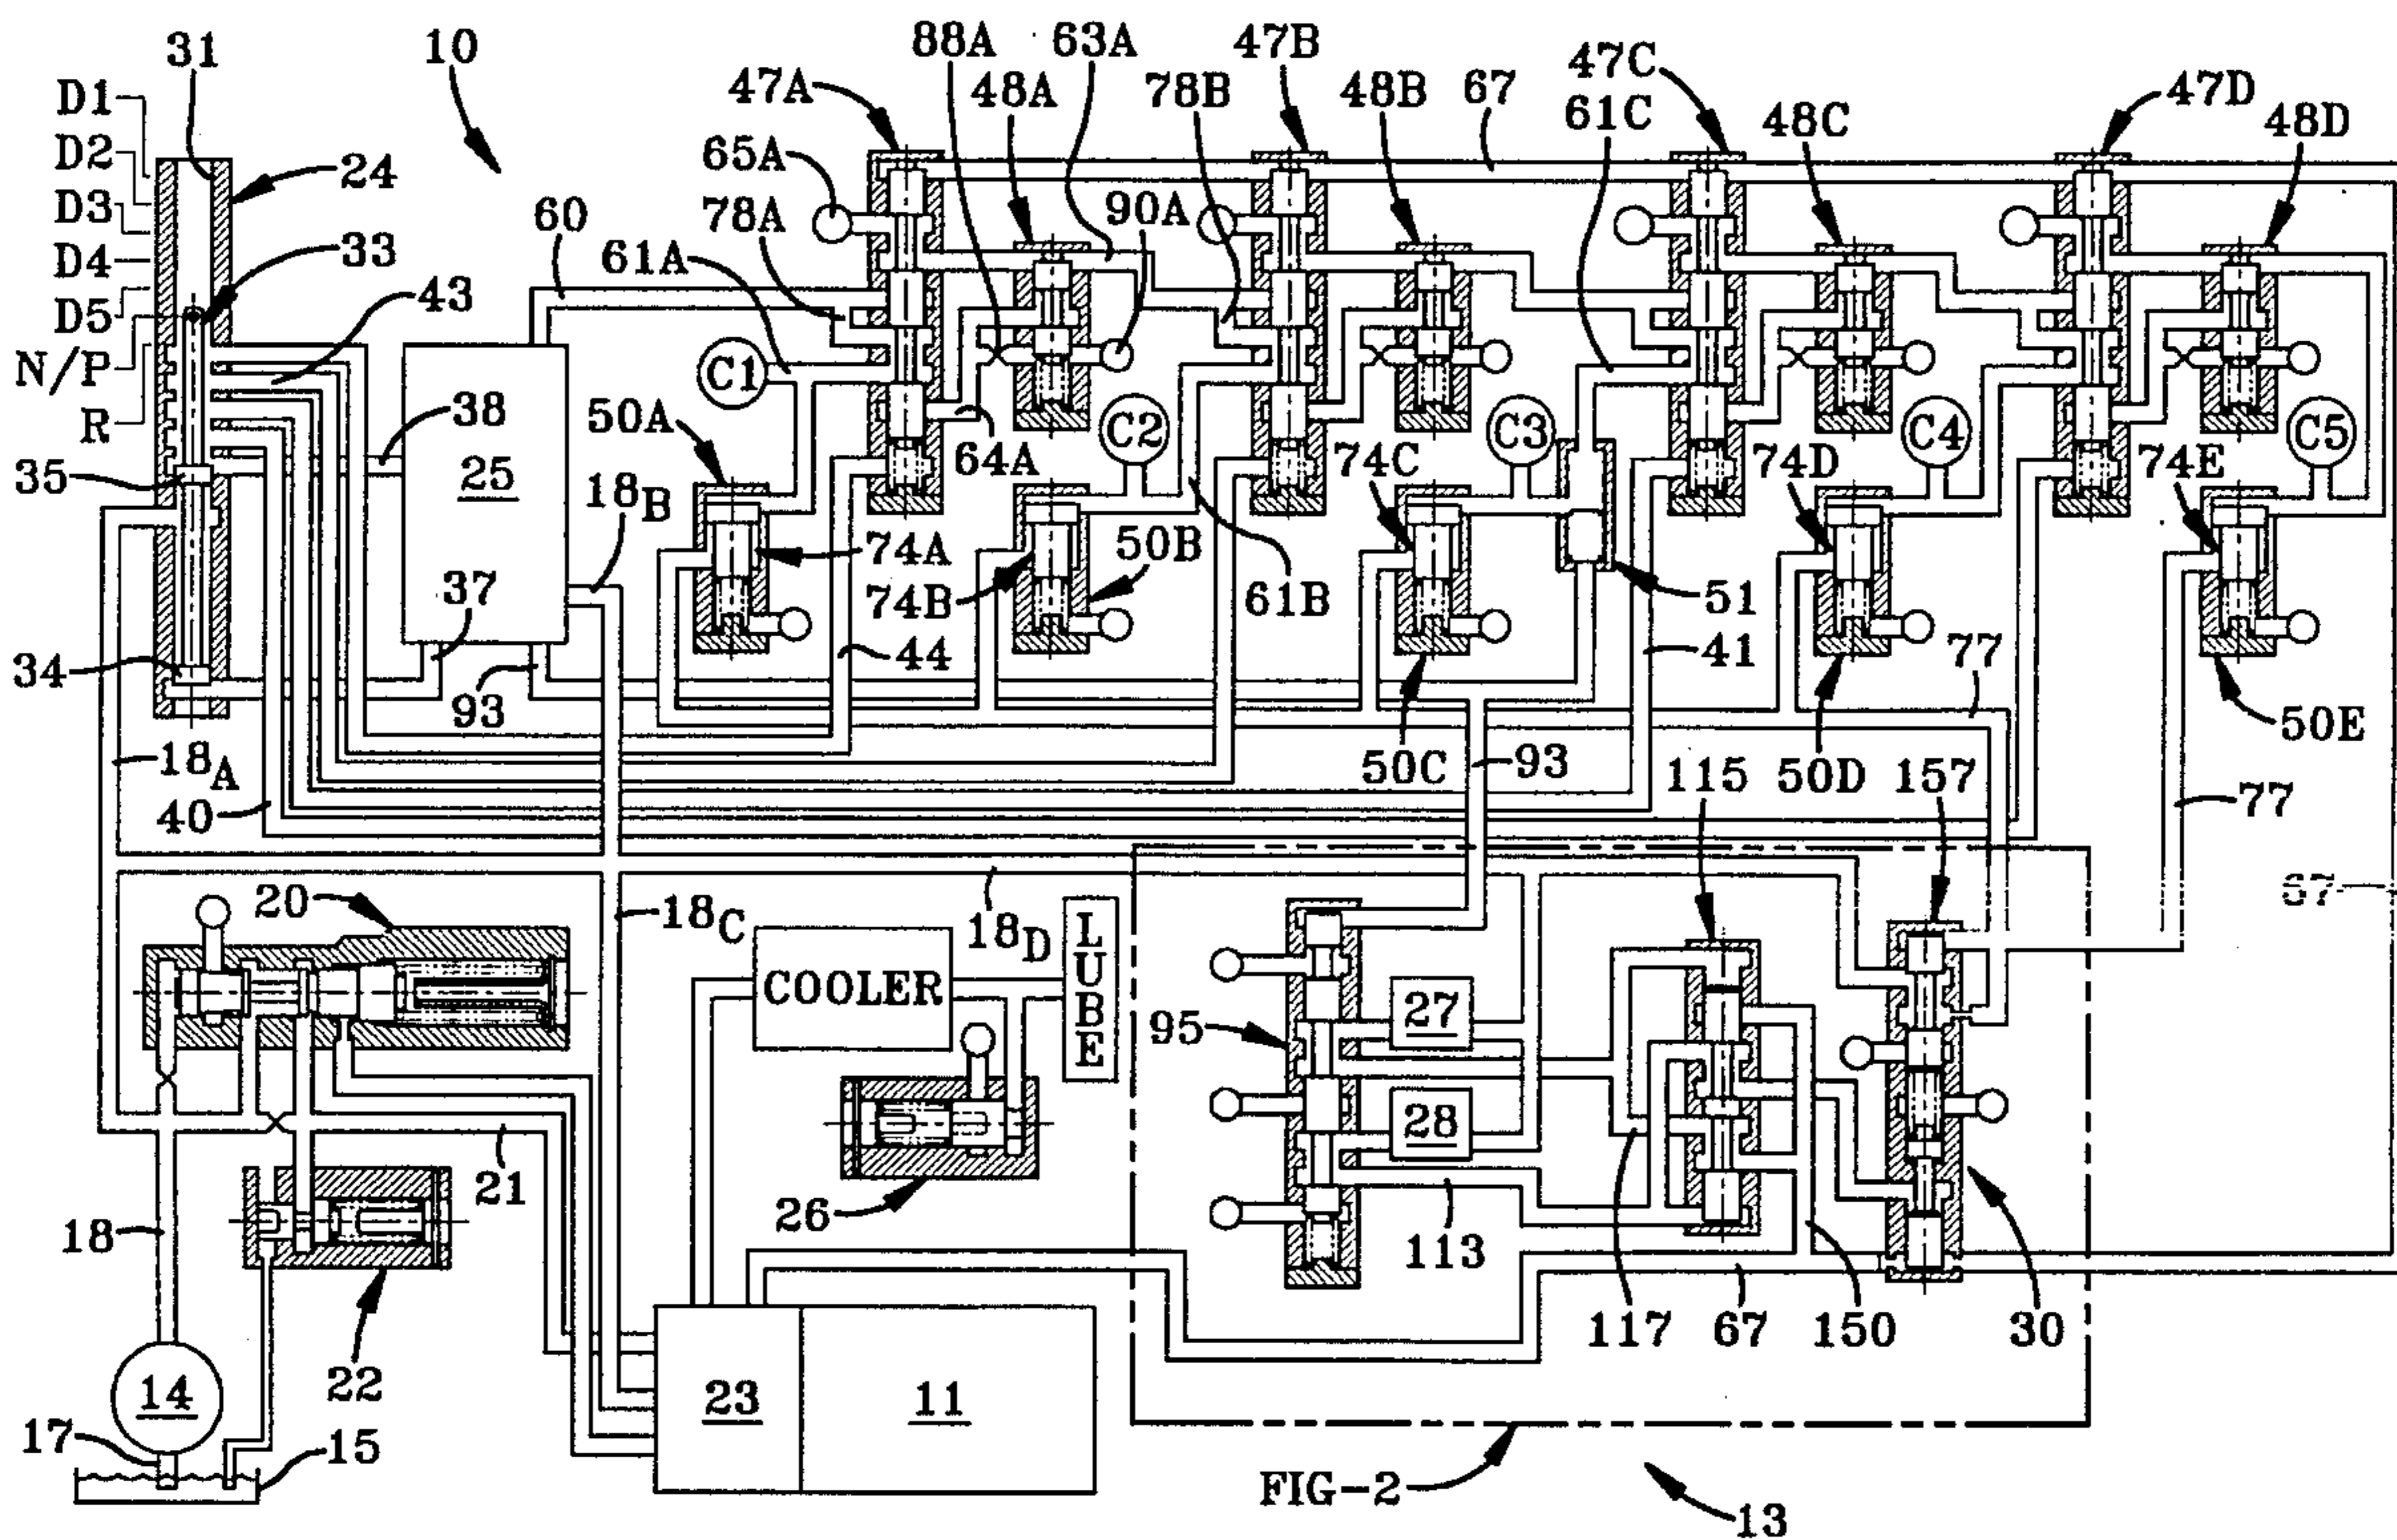 10
31
D1
D2
D3
D4
D5
N/P
R
24
33
43
35
34
47A
65A
88A
48A
63A
78B
47B
48B
67
47C
61C
48C
47D
48D
60
61A
78A
90A
C1
50A
38
25
37
93
18B
74A
64A
C2
74B
50B
61B
C3
74C
51
C4
74D
C5
74E
44
41
77
50C
93
50D
50E
115
157
77
67
18A
40
20
18C
18D
COOLER
LUBE
95
27
28
21
18
22
26
113
117
67
150
30
14
17
15
23
11
FIG-2
13